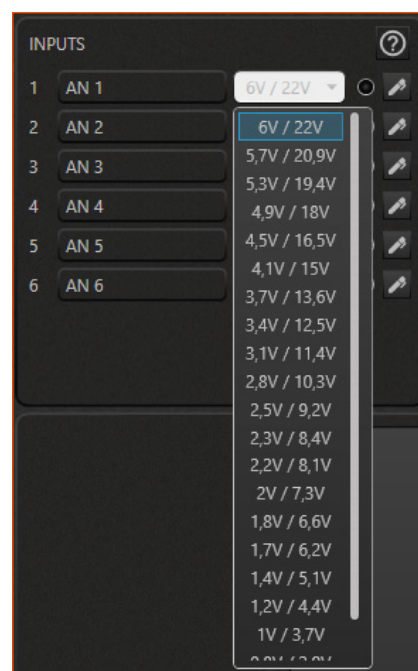 INPUTS ?
1 AN 1 6V / 22V
2 AN 2
3 AN 3
4 AN 4
5 AN 5
6 AN 6
6V / 22V
5,7V / 20,9V
5,3V / 19,4V
4,9V / 18V
4,5V / 16,5V
4,1V / 15V
3,7V / 13,6V
3,4V / 12,5V
3,1V / 11,4V
2,8V / 10,3V
2,5V / 9,2V
2,3V / 8,4V
2,2V / 8,1V
2V / 7,3V
1,8V / 6,6V
1,7V / 6,2V
1,4V / 5,1V
1,2V / 4,4V
1V / 3,7V